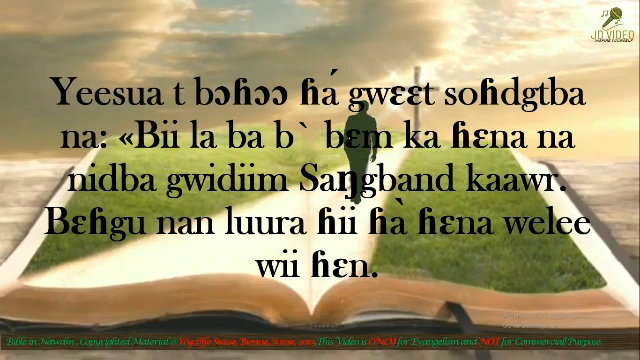 JD VIDEO
Yeesua t bɔɦɔɔ ɦá gwɛɛt soɦdgtba
na: «Bii la ba b` bɛm ka ɦɛna na
nidba gwidiim Saŋgband kaawr.
Bɛɦgu nan luura ɦii ɦà ɦɛna welee
wii ɦɛn.
Bible in Nawdm, Copyrighted Material @ Wycliffe Suisse, Bienne, Suisse, 2015 This Video is ONLY for Evangelism and NOT for Commercial Purpose.